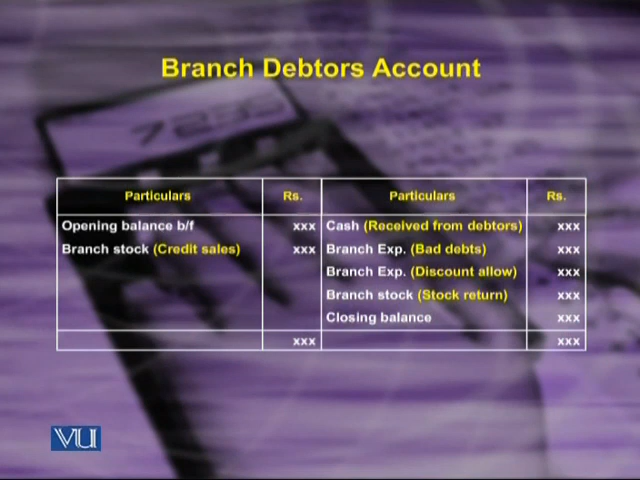 Branch Debtors Account
Particulars Rs. Particulars Rs.
Opening balance b/f xxx Cash (Received from debtors) xxx
Branch stock (Credit sales) xxx Branch Exp. (Bad debts) xxx
Branch Exp. (Discount allow) xxx
Branch stock (Stock return) xxx
Closing balance xxx
xxx xxx
VU